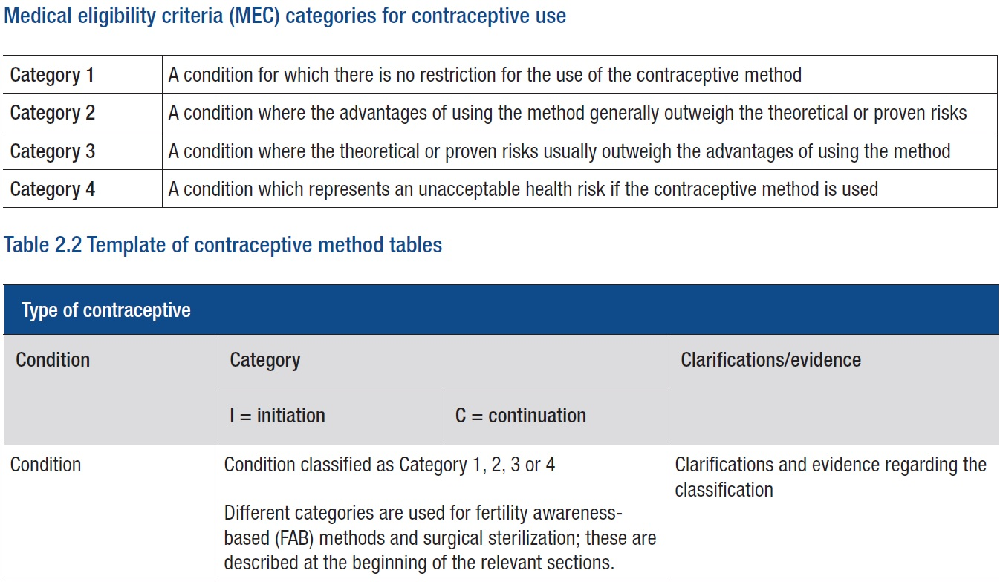 Medical eligibility criteria (MEC) categories for contraceptive use
Category 1 A condition for which there is no restriction for the use of the contraceptive method
Category 2 A condition where the advantages of using the method generally outweigh the theoretical or proven risks
Category 3 A condition where the theoretical or proven risks usually outweigh the advantages of using the method
Category 4 A condition which represents an unacceptable health risk if the contraceptive method is used
Table 2.2 Template of contraceptive method tables
Type of contraceptive
Condition Category Clarifications/evidence
I = initiation C = continuation
Condition Condition classified as Category 1, 2, 3 or 4 Clarifications and evidence regarding the
classification
Different categories are used for fertility awareness-
based (FAB) methods and surgical sterilization; these are
described at the beginning of the relevant sections.